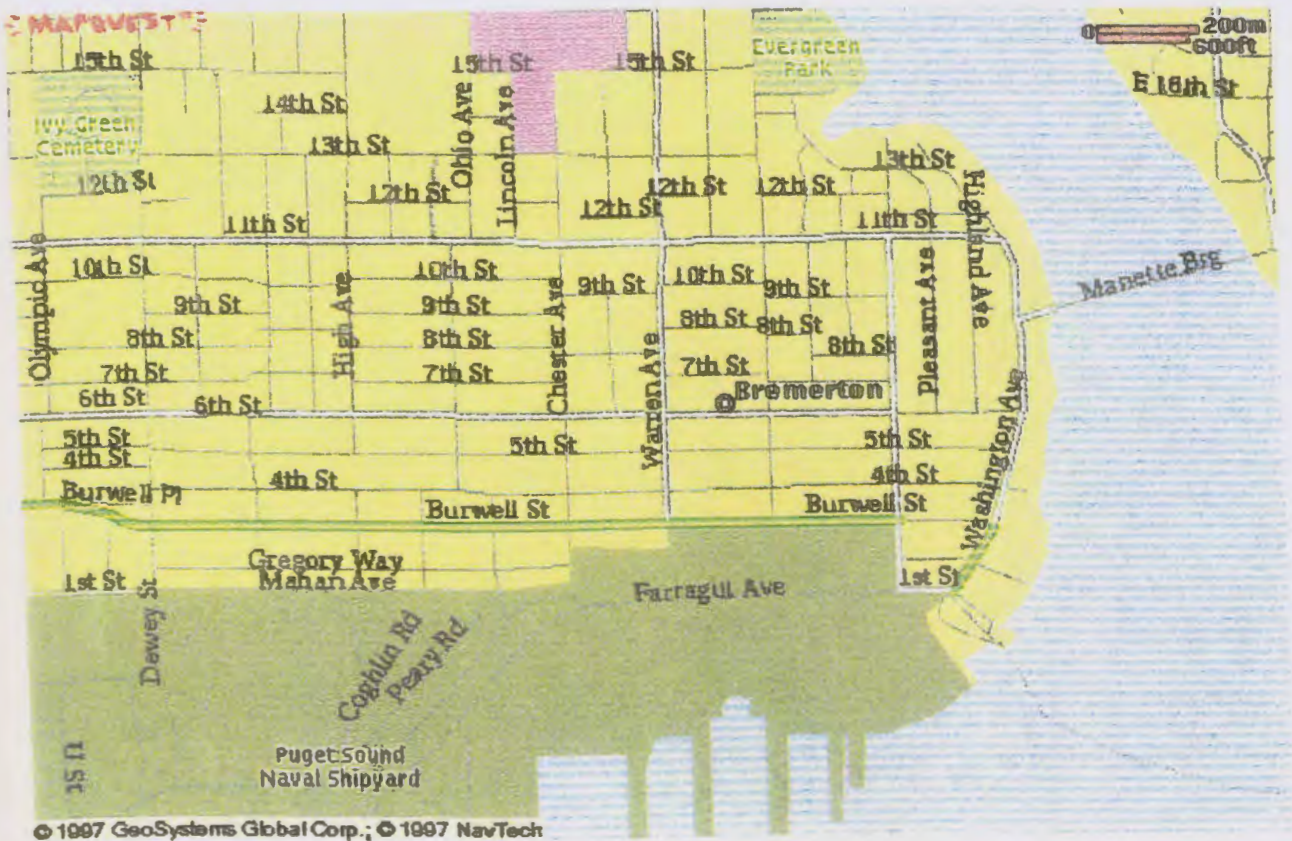 MAPQUEST
0 200m
600ft
15th St
15th St
15th St
Evergreen
Park
E 18th St
14th St
Ivy Green
Cemetery
13th St
Ohio Ave
Lincoln Ave
13th St
12th St
12th St
12th St
12th St
12th St
11th St
11th St
Highland Ave
Olympic Ave
10th St
High Ave
10th St
Chester Ave
9th St
10th St
9th St
Pleasant Ave
Manette Brg
9th St
9th St
8th St
8th St
8th St
8th St
8th St
7th St
7th St
Warren Ave
7th St
Bremerton
6th St
6th St
Washington Ave
5th St
5th St
5th St
4th St
4th St
4th St
Burwell Pl
Burwell St
Burwell St
Gregory Way
Mahan Ave
1st St
Farragut Ave
1st St
Dewey St
Coghlin Rd
Peary Rd
U St
Puget Sound
Naval Shipyard
© 1997 GeoSystems Global Corp.; © 1997 NavTech